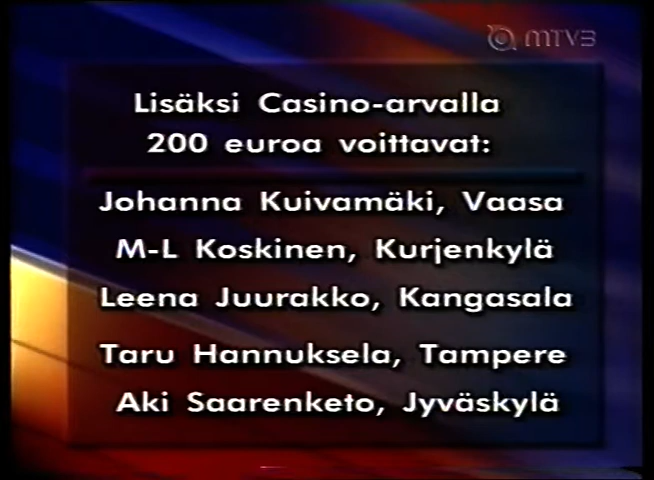 MTV3
Lisäksi Casino-arvalla
200 euroa voittavat:
Johanna Kuivamäki, Vaasa
M-L Koskinen, Kurjenkylä
Leena Juurakko, Kangasala
Taru Hannuksela, Tampere
Aki Saarenketo, Jyväskylä